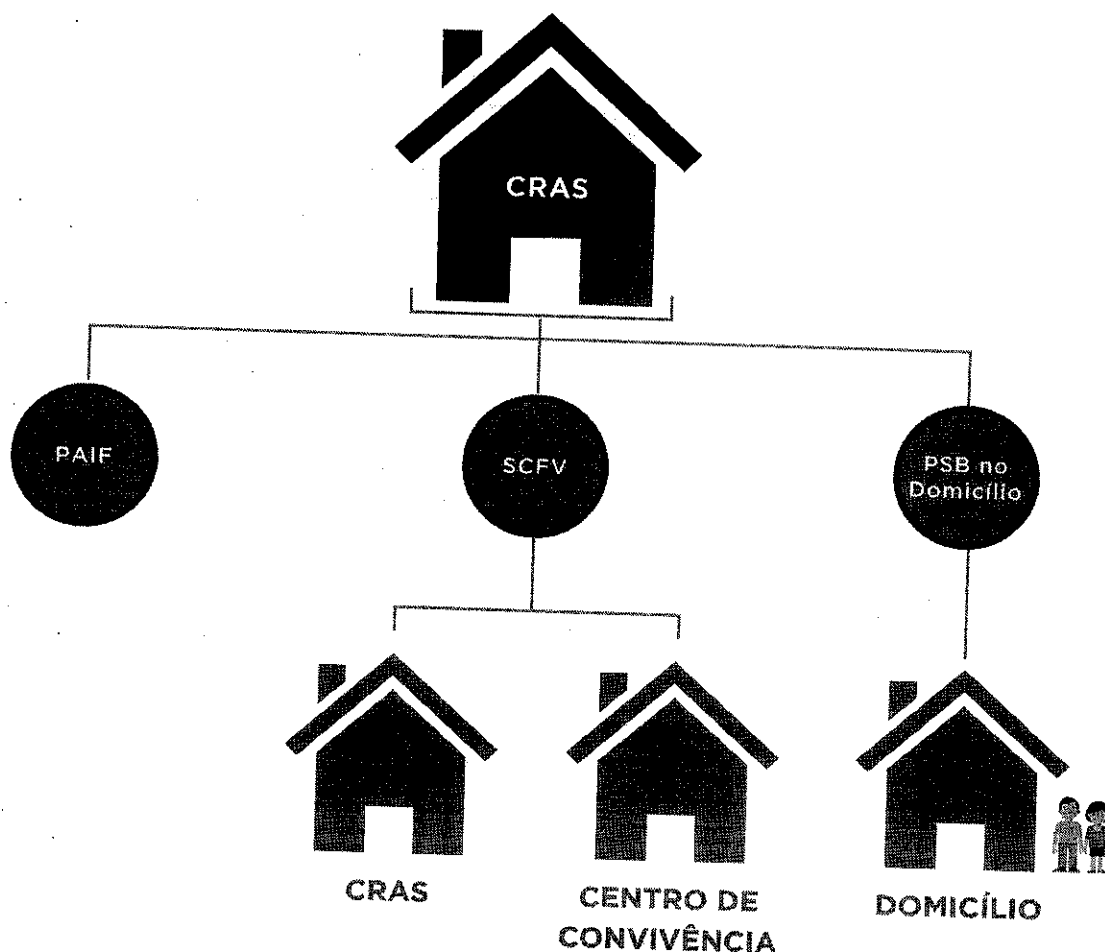 CRAS
PAIF
SCFV
PSB no
Domicílio
CRAS
CENTRO DE
CONVIVÊNCIA
DOMICÍLIO